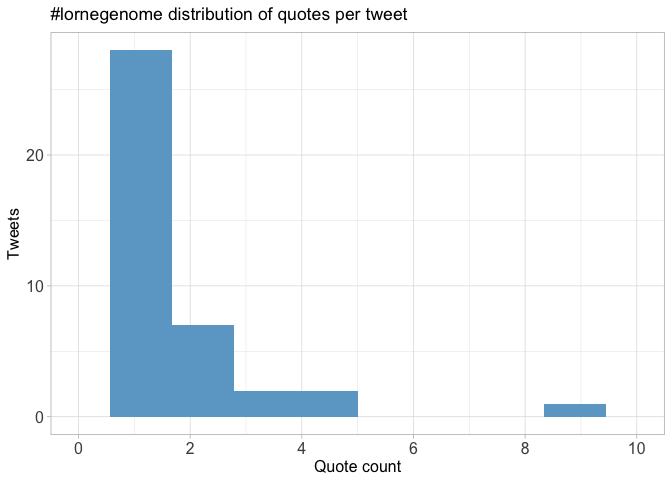 #lornegenome distribution of quotes per tweet
20
10
0
Tweets
0 2 4 6 8 10
Quote count